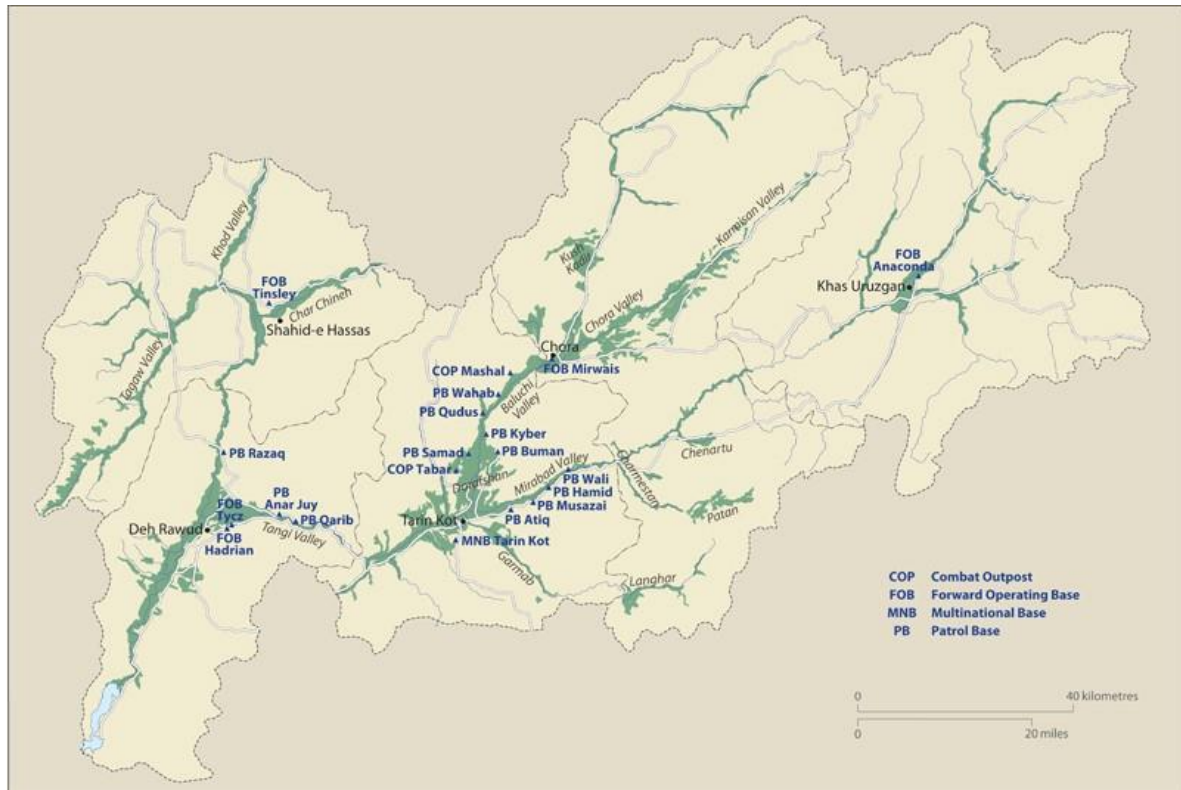 Khod Valley
Tagaw Valley
FOB
Tinsley
Char Chineh
Shahid-e Hassas
Kush
Kadir
Karmisan Valley
Chora Valley
Chora
FOB Mirwais
FOB
Anaconda
Khas Uruzgan
COP Mashal
PB Wahab
Baluchi
Valley
PB Qudus
PB Kyber
PB Samad
PB Buman
COP Tabar
Dorafshan
Mirabad Valley
PB Wali
PB Hamid
PB Musazai
PB Atiq
Charmestan
Chenartu
Patan
PB Razaq
PB
Anar Juy
PB Qarib
Tangi Valley
FOB
Tycz
Deh Rawud
FOB
Hadrian
Tarin Kot
MNB Tarin Kot
Garmab
Langhar
COP Combat Outpost
FOB Forward Operating Base
MNB Multinational Base
PB Patrol Base
0 40 kilometres
0 20 miles